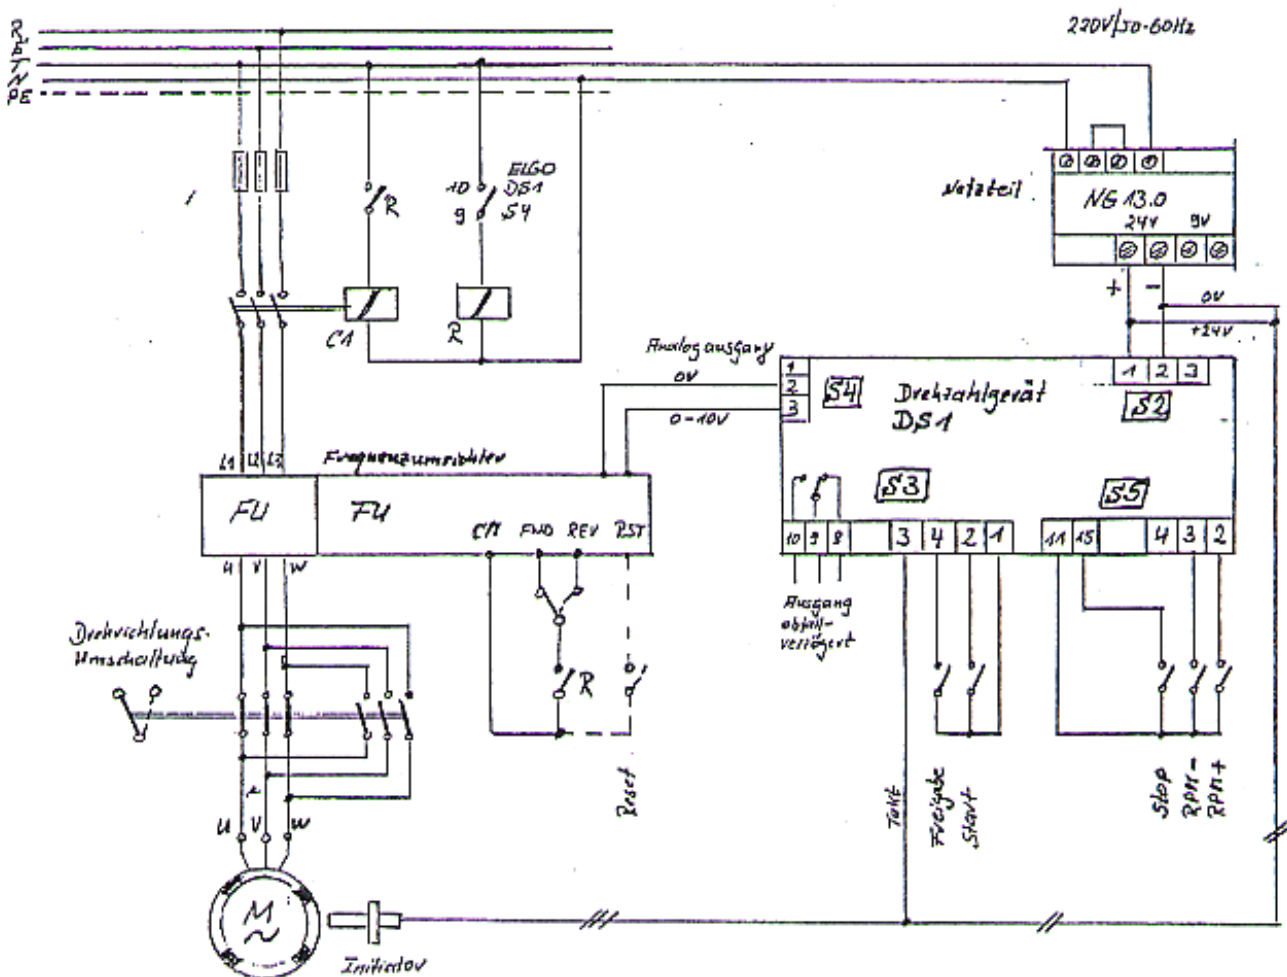 R
S
T
N
PE
220V/50-60Hz
ELGO
DS1
S4
10
9
R
Netzteil
NG 13.0
24V 9V
+ -
0V
+24V
C1
R
Analogausgang
0V
0-10V
1
2
3
S4
Drehzahlgerät
DS1
1 2 3
S2
S3
S5
L1 L2 L3
Frequenzumrichter
FU
FU
CM FWD REV RST
10 9 8 3 4 2 1
11 15 4 3 2
U V W
Ausgang
abfall-
verzögert
Drehrichtungs-
Umschaltung
R
Reset
Takt
Freigabe
Start
Stop
RPM-
RPM+
U V W
M
~
Initiator